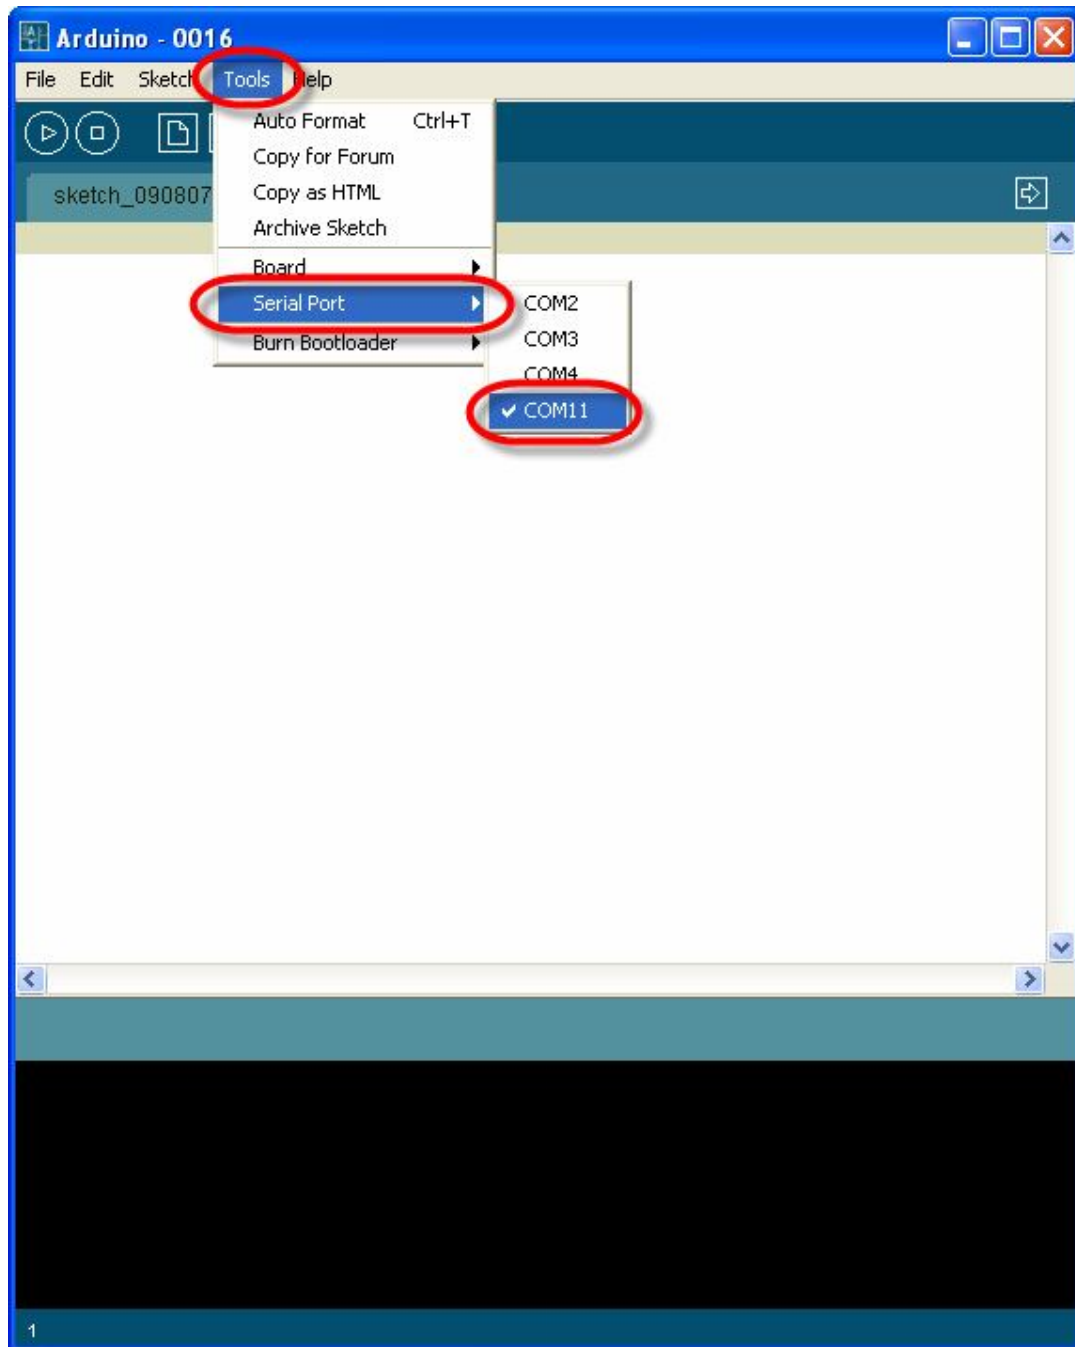 Arduino - 0016
File Edit Sketch Tools Help
Auto Format Ctrl+T
Copy for Forum
sketch_090807
Copy as HTML
Archive Sketch
Board
Serial Port
COM2
Burn Bootloader
COM3
COM4
COM11
1